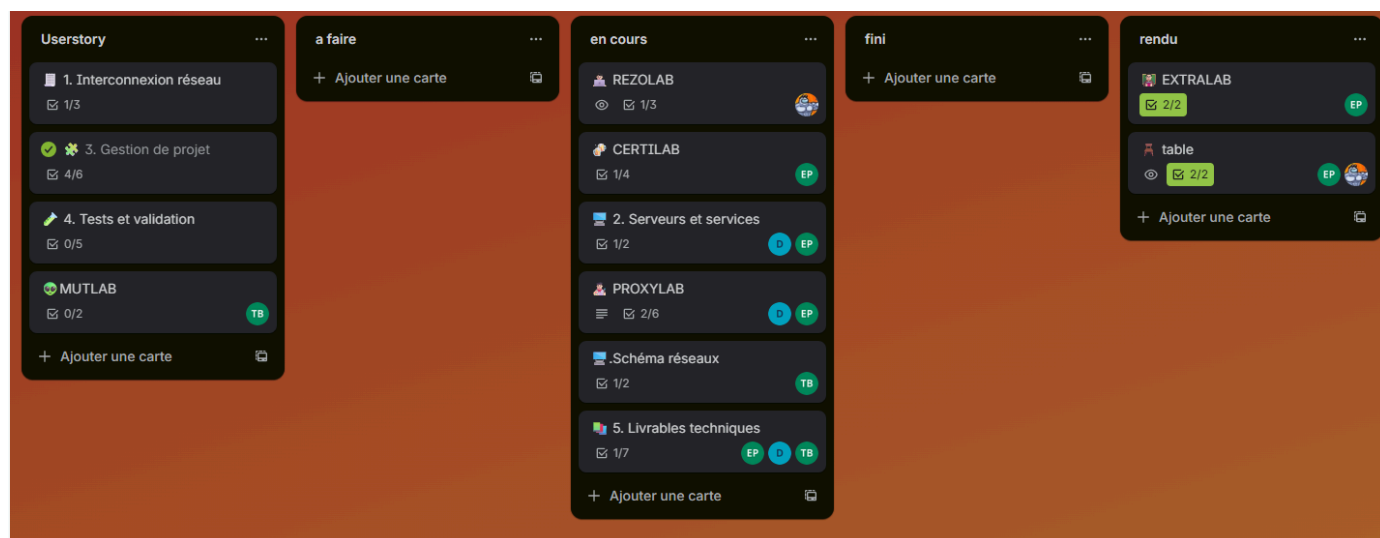 Userstory
1. Interconnexion réseau
1/3
3. Gestion de projet
4/6
4. Tests et validation
0/5
MUTLAB
0/2
TB
+ Ajouter une carte
a faire
+ Ajouter une carte
en cours
REZOLAB
1/3
CERTILAB
1/4
EP
2. Serveurs et services
1/2
D EP
PROXYLAB
2/6
D EP
.Schéma réseaux
1/2
TB
5. Livrables techniques
1/7
EP D TB
+ Ajouter une carte
fini
+ Ajouter une carte
rendu
EXTRALAB
2/2
EP
table
2/2
EP
+ Ajouter une carte